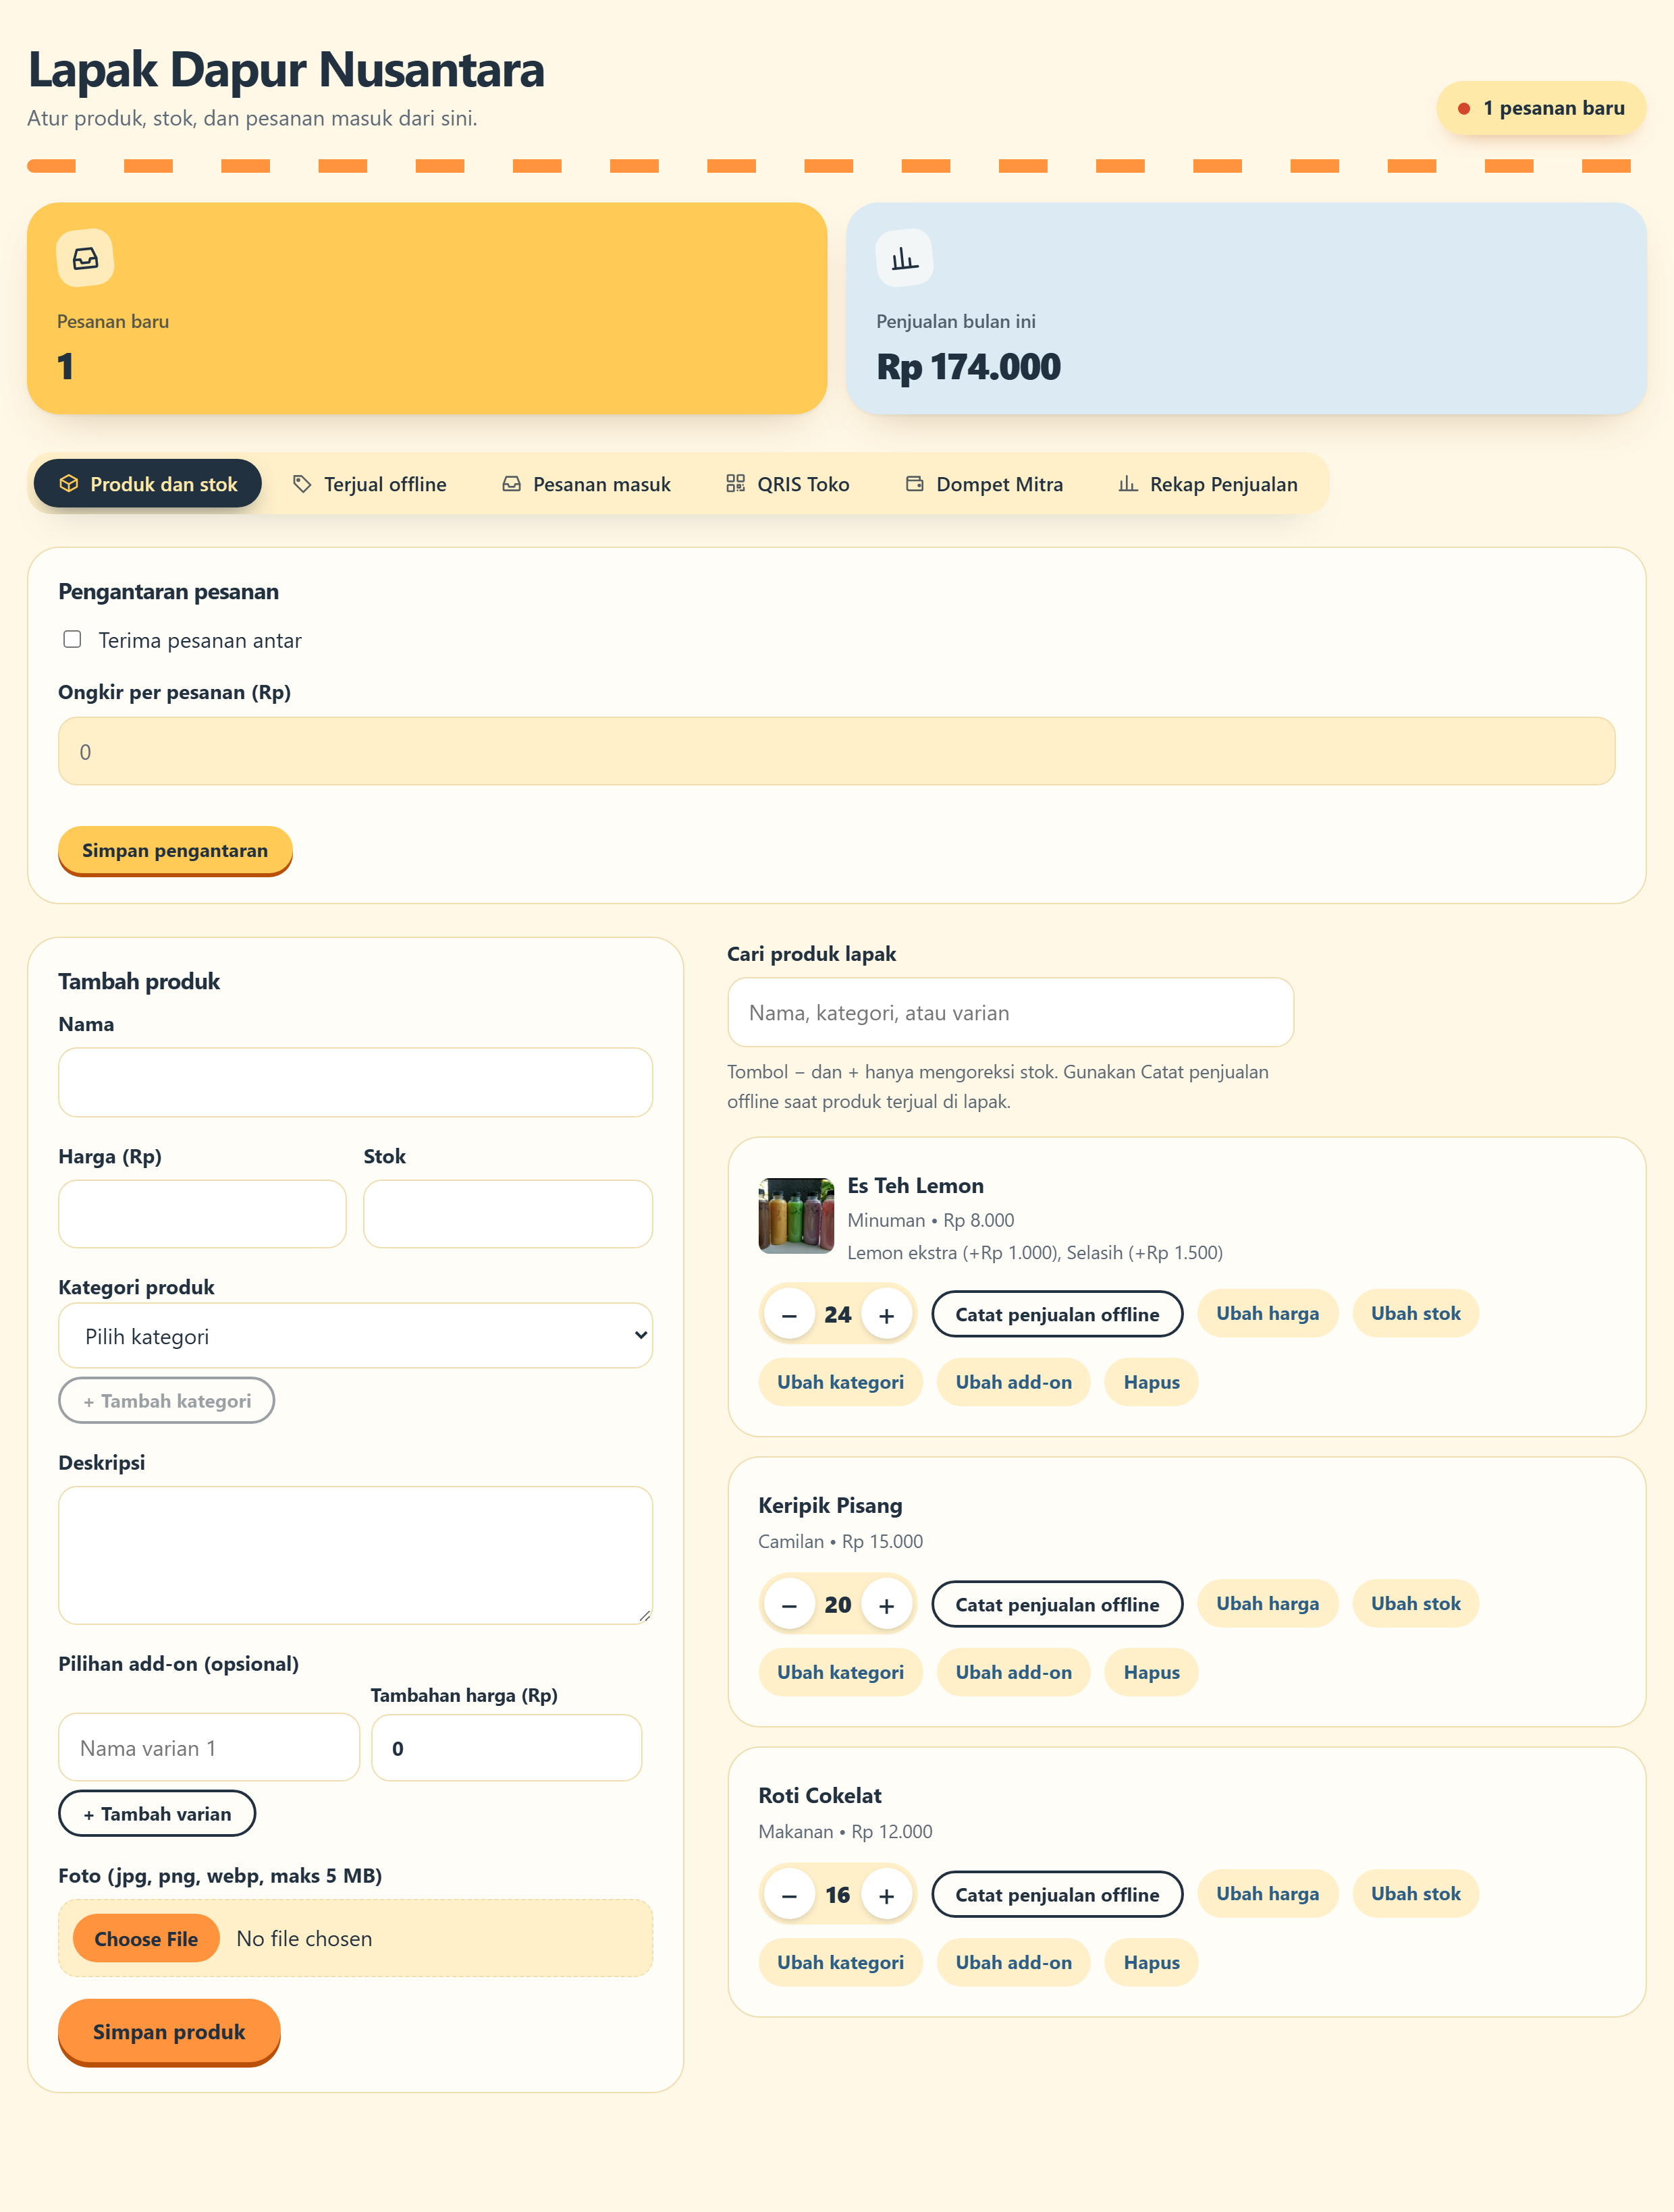 Lapak Dapur Nusantara
Atur produk, stok, dan pesanan masuk dari sini.
1 pesanan baru
Pesanan baru
1
Penjualan bulan ini
Rp 174.000
Produk dan stok
Terjual offline
Pesanan masuk
QRIS Toko
Dompet Mitra
Rekap Penjualan
Pengantaran pesanan
Terima pesanan antar
Ongkir per pesanan (Rp)
0
Simpan pengantaran
Tambah produk
Nama
Harga (Rp)
Stok
Kategori produk
Pilih kategori
+ Tambah kategori
Deskripsi
Pilihan add-on (opsional)
Tambahan harga (Rp)
Nama varian 1
0
+ Tambah varian
Foto (jpg, png, webp, maks 5 MB)
Choose File
No file chosen
Simpan produk
Cari produk lapak
Nama, kategori, atau varian
Tombol − dan + hanya mengoreksi stok. Gunakan Catat penjualan
offline saat produk terjual di lapak.
Es Teh Lemon
Minuman • Rp 8.000
Lemon ekstra (+Rp 1.000), Selasih (+Rp 1.500)
− 24 +
Catat penjualan offline
Ubah harga
Ubah stok
Ubah kategori
Ubah add-on
Hapus
Keripik Pisang
Camilan • Rp 15.000
− 20 +
Catat penjualan offline
Ubah harga
Ubah stok
Ubah kategori
Ubah add-on
Hapus
Roti Cokelat
Makanan • Rp 12.000
− 16 +
Catat penjualan offline
Ubah harga
Ubah stok
Ubah kategori
Ubah add-on
Hapus